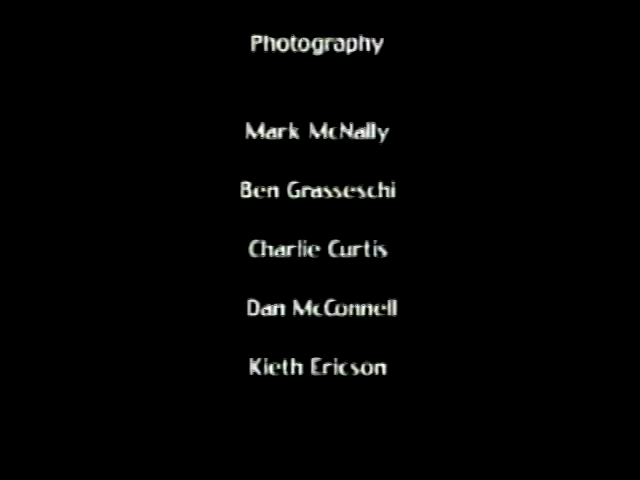 Photography
Mark McNally
Ben Grasseschi
Charlie Curtis
Dan McConnell
Kieth Ericson